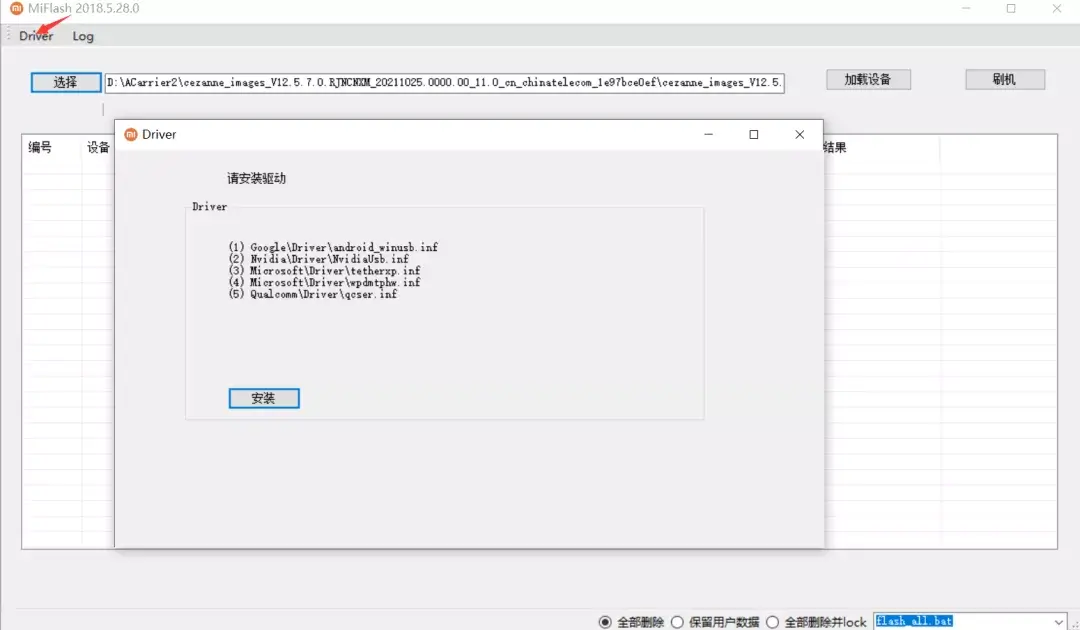 MiFlash 2018.5.28.0
Driver Log
选择 D:\ACarrier2\cezanne_images_V12.5.7.0.RJNCNXM_20211025.0000.00_11.0_cn_chinatelecom_1e97bce0ef\cezanne_images_V12.5. 加载设备 刷机
编号 设备 结果
Driver
请安装驱动
Driver
(1) Google\Driver\android_winusb.inf
(2) Nvidia\Driver\NvidiaUsb.inf
(3) Microsoft\Driver\tetherxp.inf
(4) Microsoft\Driver\wpdmtphw.inf
(5) Qualcomm\Driver\qcser.inf
安装
全部删除 保留用户数据 全部删除并lock flash_all.bat